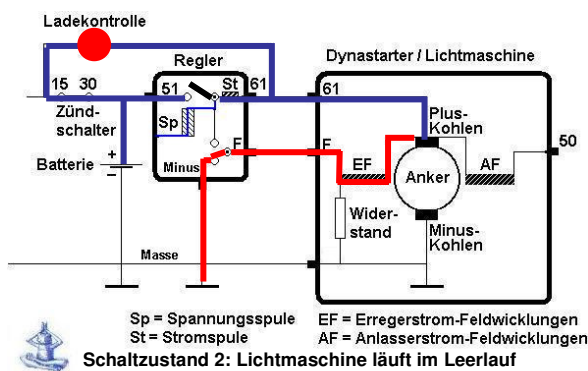 Ladekontrolle
Regler
Dynastarter / Lichtmaschine
15 30
51
St
61
61
Zünd-
schalter
Sp
Plus-
Kohlen
50
F
F
EF
AF
Batterie
+
-
Minus
Anker
Wider-
stand
Minus-
Kohlen
Masse
Sp = Spannungsspule
EF = Erregerstrom-Feldwicklungen
St = Stromspule
AF = Anlasserstrom-Feldwicklungen
Schaltzustand 2: Lichtmaschine läuft im Leerlauf